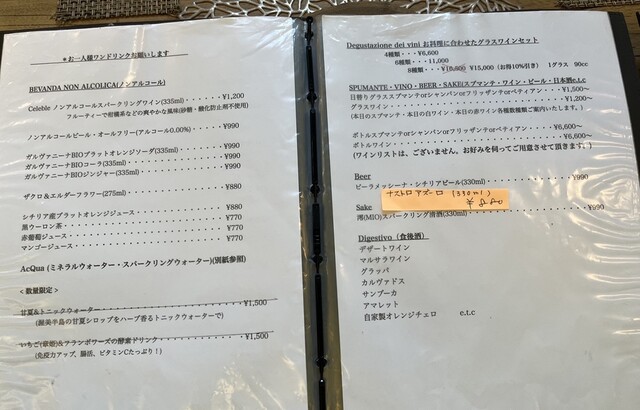 ＊お一人様ワンドリンクお願いします
BEVANDA NON ALCOLICA(ノンアルコール)
Celeble ノンアルコールスパークリングワイン(335ml)・・・・・¥1,200
フルーティーで柑橘系などの爽やかな風味(砂糖・酸化防止剤不使用)
ノンアルコールビール・オールフリー(アルコール0.00%)・・・・¥990
ガルヴァニーナBIOブラットオレンジソーダ(335ml)・・・・・¥990
ガルヴァニーナBIOコーラ(355ml)・・・・・・・・・・・¥990
ガルヴァニーナBIOジンジャー(335ml)・・・・・・・・・¥990
ザクロ＆エルダーフラワー(275ml)・・・・・・・・・・・¥880
シチリア産ブラットオレンジジュース・・・・・・・・・・¥880
黒ウーロン茶・・・・・・・・・・・・・・・・・・・¥770
赤葡萄ジュース・・・・・・・・・・・・・・・・・・¥770
マンゴージュース・・・・・・・・・・・・・・・・・¥770
AcQua (ミネラルウォーター・スパークリングウォーター)(別紙参照)
＜数量限定＞
甘夏&トニックウォーター・・・・・・・・・・・・・・・・・¥1,500
(渥美半島の甘夏シロップをハーブ香るトニックウォーターで)
いちご(章姫)&フランボワーズの酵素ドリンク・・・・・・・・・¥1,500
(免疫力アップ、腸活、ビタミンCたっぷり！)
Degustazione dei vini お料理に合わせたグラスワインセット
4種類・・・¥6,600
6種類・・・¥11,000
8種類・・・¥16,600 ¥15,000 (お得10%引き) 1グラス 90cc
SPUMANTE・VINO・BEER・SAKE(スプマンテ・ワイン・ビール・日本酒)e.t.c
日替りグラススプマンテorシャンパンorフリッザンテorペティアン・・・¥1,500～
グラスワイン・・・・・・・・・・・・・・・・・・・・・・¥1,200～
(本日のスプマンテ・本日の白ワイン・本日の赤ワイン各種数種類ご案内いたします。)
ボトルスプマンテorシャンパンorフリッザンテorペティアン・・・・¥6,600～
ボトルワイン・・・・・・・・・・・・・・・・・・・・・¥6,600～
(ワインリストは、ございません。お好みを伺ってご用意させて頂きます。)
Beer
ビーラメッシーナ・シチリアビール(330ml)・・・・・・・・・・¥990
ナストロアズーロ (330ml)
¥880
Sake
澪(MIO)スパークリング清酒(330ml)・・・・・・・・・・・・¥990
Digestivo (食後酒)
デザートワイン
マルサラワイン
グラッパ
カルヴァドス
サンブーカ
アマレット
自家製オレンジチェロ e.t.c